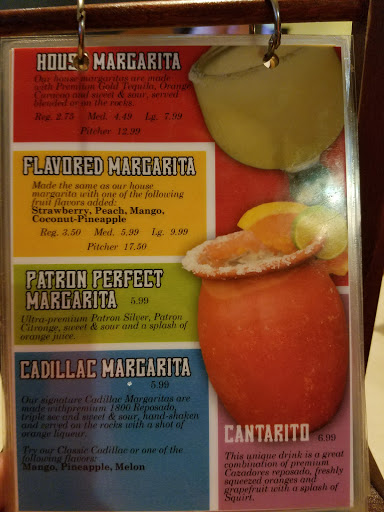 HOUSE MARGARITA
Our house margaritas are made
with Premium Gold Tequila, Orange
Curacao and sweet & sour, served
blended or on the rocks.
Reg. 2.75 Med. 4.49 Lg. 7.99
Pitcher 12.99
FLAVORED MARGARITA
Made the same as our house
margarita with one of the following
fruit flavors added:
Strawberry, Peach, Mango,
Coconut-Pineapple
Reg. 3.50 Med. 5.99 Lg. 9.99
Pitcher 17.50
PATRON PERFECT
MARGARITA 5.99
Ultra-premium Patron Silver, Patron
Citronge, sweet & sour and a splash of
orange juice.
CADILLAC MARGARITA
5.99
Our signature Cadillac Margaritas are
made withpremium 1800 Reposado,
triple sec and sweet & sour, hand-shaken
and served on the rocks with a shot of
orange liqueur.
Try our Classic Cadillac or one of the
following flavors:
Mango, Pineapple, Melon
CANTARITO 6.99
This unique drink is a great
combination of premium
Cazadores reposado, freshly
squeezed oranges and
grapefruit with a splash of
Squirt.